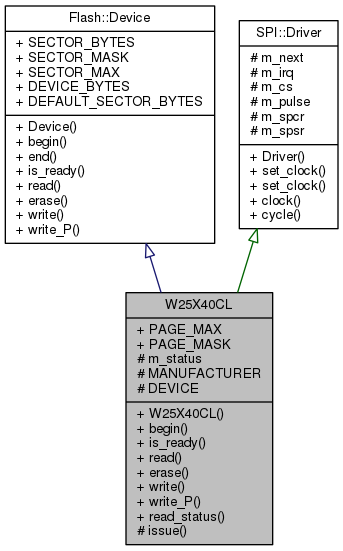 Flash::Device
+ SECTOR_BYTES
+ SECTOR_MASK
+ SECTOR_MAX
+ DEVICE_BYTES
+ DEFAULT_SECTOR_BYTES
+ Device()
+ begin()
+ end()
+ is_ready()
+ read()
+ erase()
+ write()
+ write_P()
SPI::Driver
# m_next
# m_irq
# m_cs
# m_pulse
# m_spcr
# m_spsr
+ Driver()
+ set_clock()
+ set_clock()
+ clock()
+ cycle()
W25X40CL
+ PAGE_MAX
+ PAGE_MASK
# m_status
# MANUFACTURER
# DEVICE
+ W25X40CL()
+ begin()
+ is_ready()
+ read()
+ erase()
+ write()
+ write_P()
+ read_status()
# issue()